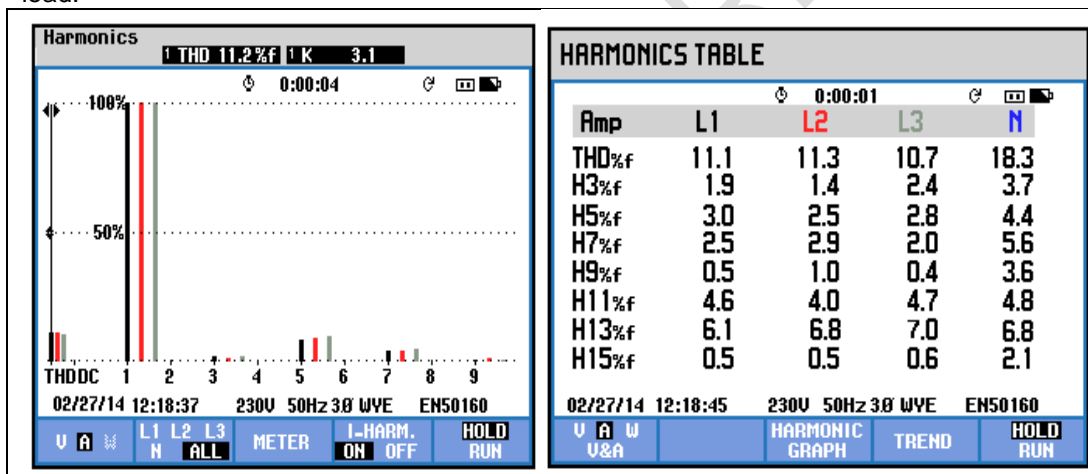 load.
Harmonics
1 THD 11.2%f 1 K 3.1
0:00:04
100%
50%
THDDC 1 2 3 4 5 6 7 8 9
02/27/14 12:18:37 230V 50Hz 3.0 WYE EN50160
V A W L1 L2 L3 N ALL METER I-HARM. ON OFF HOLD RUN
HARMONICS TABLE
0:00:01
Amp L1 L2 L3 N
THD%f 11.1 11.3 10.7 18.3
H3%f 1.9 1.4 2.4 3.7
H5%f 3.0 2.5 2.8 4.4
H7%f 2.5 2.9 2.0 5.6
H9%f 0.5 1.0 0.4 3.6
H11%f 4.6 4.0 4.7 4.8
H13%f 6.1 6.8 7.0 6.8
H15%f 0.5 0.5 0.6 2.1
02/27/14 12:18:45 230V 50Hz 3.0 WYE EN50160
V A W V&A HARMONIC GRAPH TREND HOLD RUN